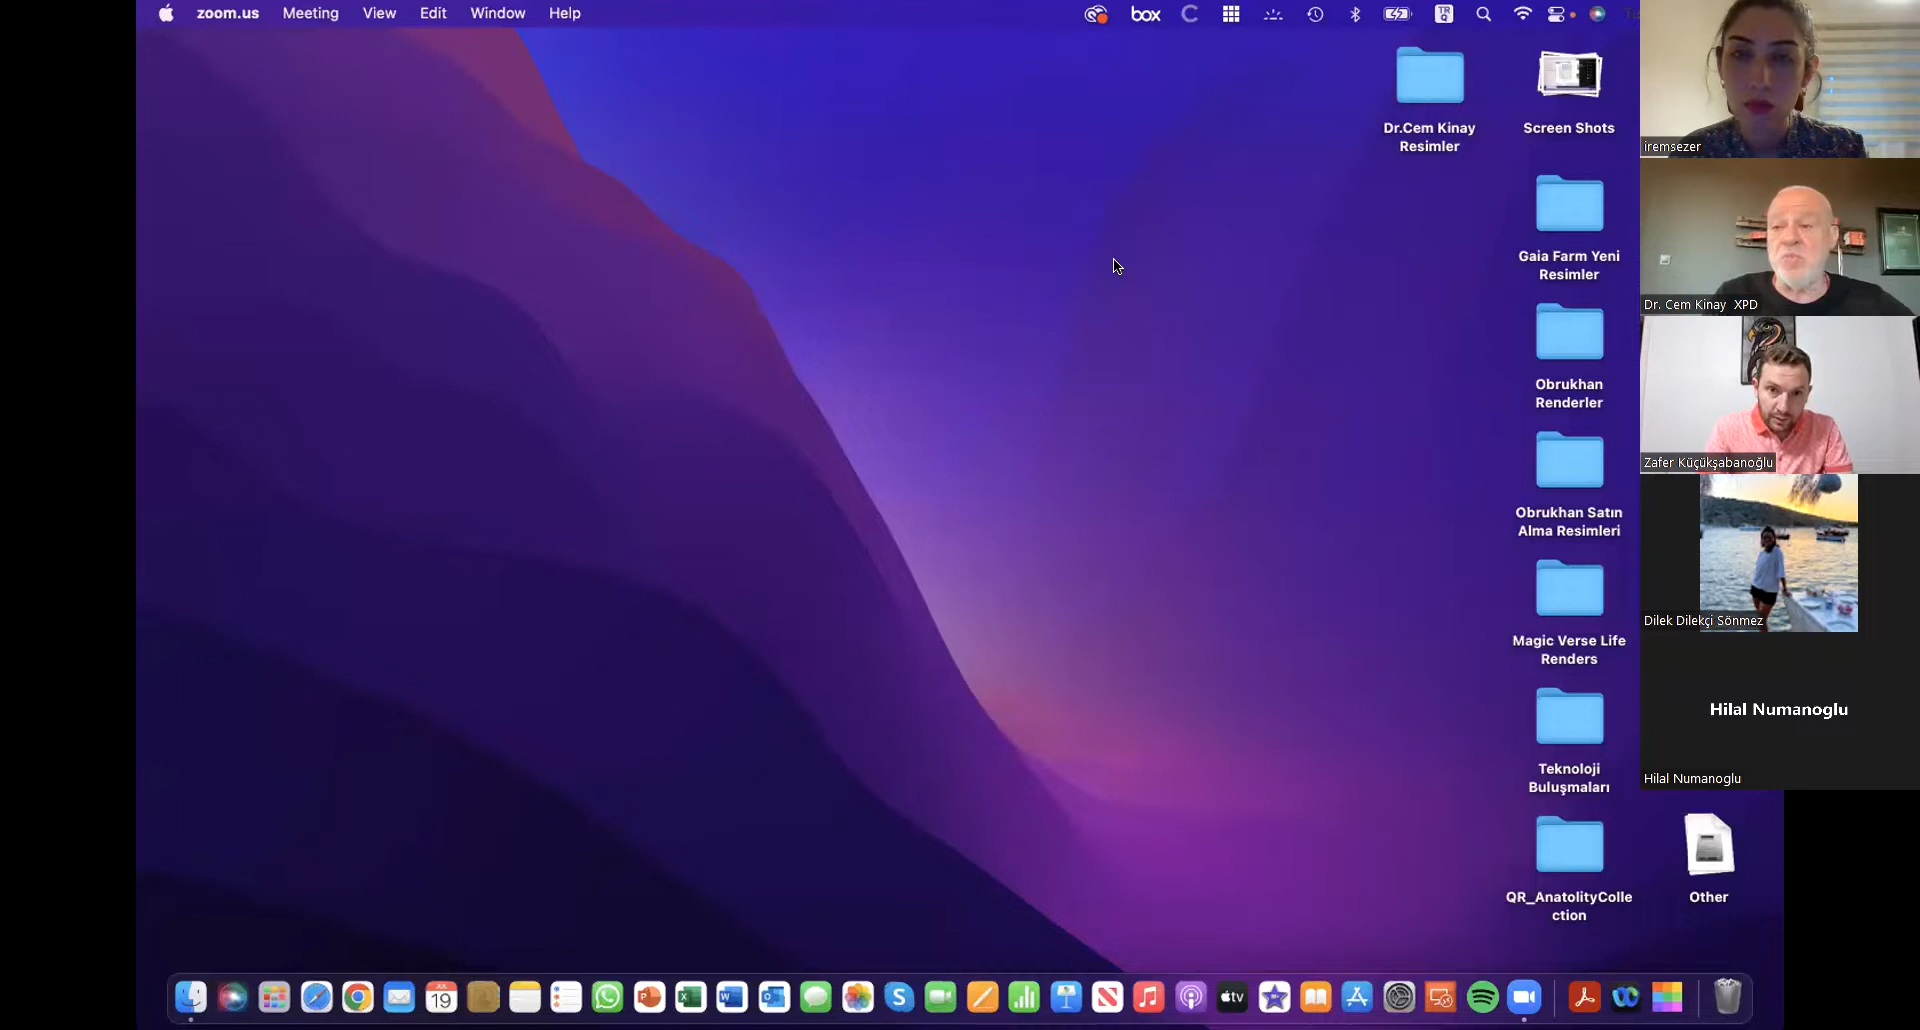 zoom.us Meeting View Edit Window Help
box
TR
Q
Dr.Cem Kinay
Resimler
Screen Shots
Gaia Farm Yeni
Resimler
Obrukhan
Renderler
Obrukhan Satın
Alma Resimleri
Magic Verse Life
Renders
Teknoloji
Buluşmaları
QR_AnatolityColle
ction
Other
iremsezer
Dr. Cem Kinay XPD
Zafer Küçükşabanoğlu
Dilek Dilekçi Sönmez
Hilal Numanoglu
Hilal Numanoglu
19
tv